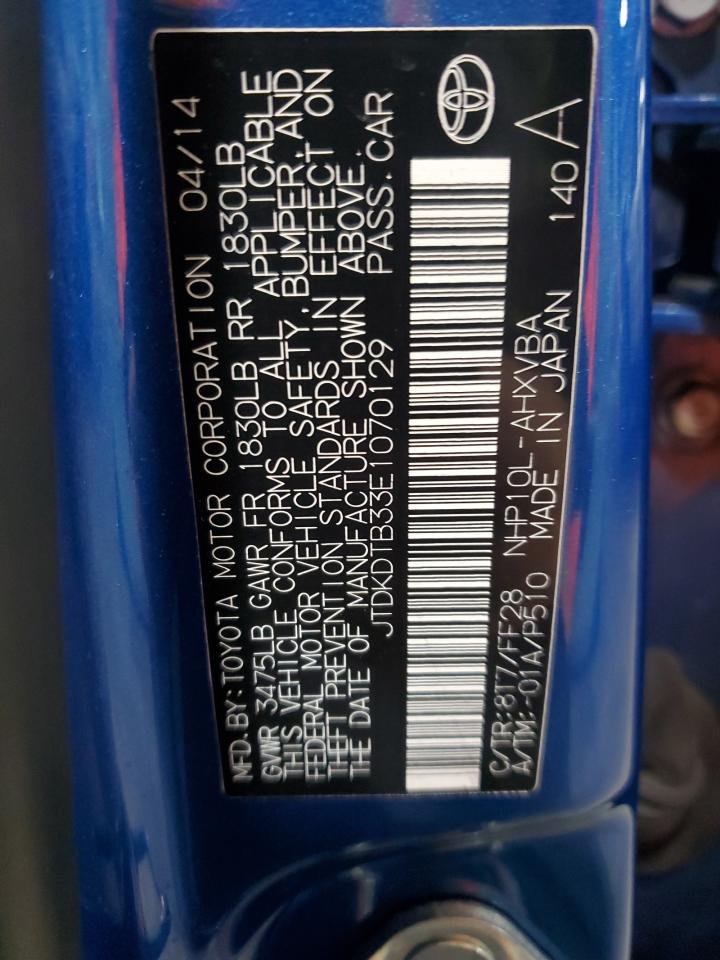 MFD. BY: TOYOTA MOTOR CORPORATION 04/14
GVWR 3475LB GAWR FR 1830LB RR 1830LB
THIS VEHICLE CONFORMS TO ALL APPLICABLE
FEDERAL MOTOR VEHICLE SAFETY, BUMPER, AND
THEFT PREVENTION STANDARDS IN EFFECT ON
THE DATE OF MANUFACTURE SHOWN ABOVE.
JTDKDTB33E1070129 PASS. CAR
C/TR: 8T7/FF28 NHP10L-AHXVBA 140 A
A/TM: -01A/P510 MADE IN JAPAN